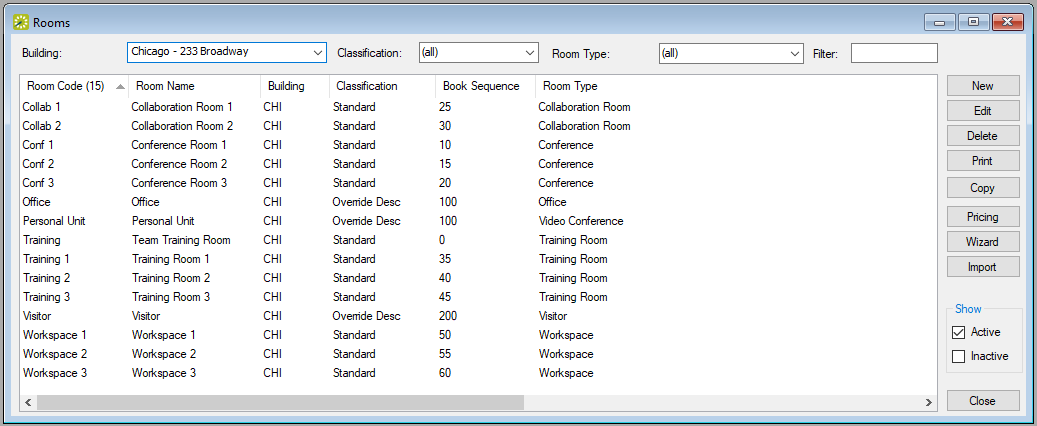 Rooms
Building: Chicago - 233 Broadway Classification: (all) Room Type: (all) Filter:
Room Code (15) Room Name Building Classification Book Sequence Room Type
Collab 1 Collaboration Room 1 CHI Standard 25 Collaboration Room
Collab 2 Collaboration Room 2 CHI Standard 30 Collaboration Room
Conf 1 Conference Room 1 CHI Standard 10 Conference
Conf 2 Conference Room 2 CHI Standard 15 Conference
Conf 3 Conference Room 3 CHI Standard 20 Conference
Office Office CHI Override Desc 100 Office
Personal Unit Personal Unit CHI Override Desc 100 Video Conference
Training Team Training Room CHI Standard 0 Training Room
Training 1 Training Room 1 CHI Standard 35 Training Room
Training 2 Training Room 2 CHI Standard 40 Training Room
Training 3 Training Room 3 CHI Standard 45 Training Room
Visitor Visitor CHI Override Desc 200 Visitor
Workspace 1 Workspace 1 CHI Standard 50 Workspace
Workspace 2 Workspace 2 CHI Standard 55 Workspace
Workspace 3 Workspace 3 CHI Standard 60 Workspace
New
Edit
Delete
Print
Copy
Pricing
Wizard
Import
Show
Active
Inactive
Close